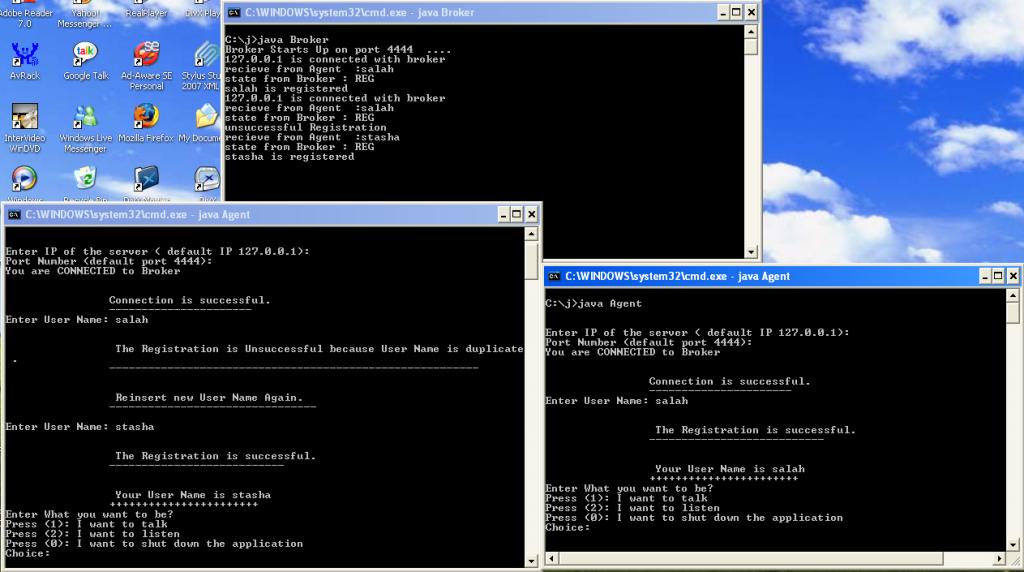 Adobe Reader 7.0
Yahoo! Messenger ...
RealPlayer
DivX Play
AvRack
Google Talk
Ad-Aware SE Personal
Stylus Stu 2007 XML
InterVideo WinDVD
Windows Live Messenger
Mozilla Firefox
My Docume
Windows
C:\WINDOWS\system32\cmd.exe - java Broker
C:\j>java Broker
Broker Starts Up on port 4444  ....
127.0.0.1 is connected with broker
recieve from Agent  :salah
state from Broker : REG
salah is registered
127.0.0.1 is connected with broker
recieve from Agent  :salah
state from Broker : REG
unsuccessful Registration
recieve from Agent  :stasha
state from Broker : REG
stasha is registered
C:\WINDOWS\system32\cmd.exe - java Agent
Enter IP of the server ( default IP 127.0.0.1):
Port Number (default port 4444):
You are CONNECTED to Broker
Connection is successful.
----------------------
Enter User Name: salah
The Registration is Unsuccessful because User Name is duplicate
.
---------------------------------------------------------
Reinsert new User Name Again.
--------------------------------
Enter User Name: stasha
The Registration is successful.
---------------------------
Your User Name is stasha
+++++++++++++++++++++++
Enter What you want to be?
Press (1): I want to talk
Press (2): I want to listen
Press (0): I want to shut down the application
Choice:
C:\WINDOWS\system32\cmd.exe - java Agent
C:\j>java Agent
Enter IP of the server ( default IP 127.0.0.1):
Port Number (default port 4444):
You are CONNECTED to Broker
Connection is successful.
----------------------
Enter User Name: salah
The Registration is successful.
---------------------------
Your User Name is salah
+++++++++++++++++++++++
Enter What you want to be?
Press (1): I want to talk
Press (2): I want to listen
Press (0): I want to shut down the application
Choice: